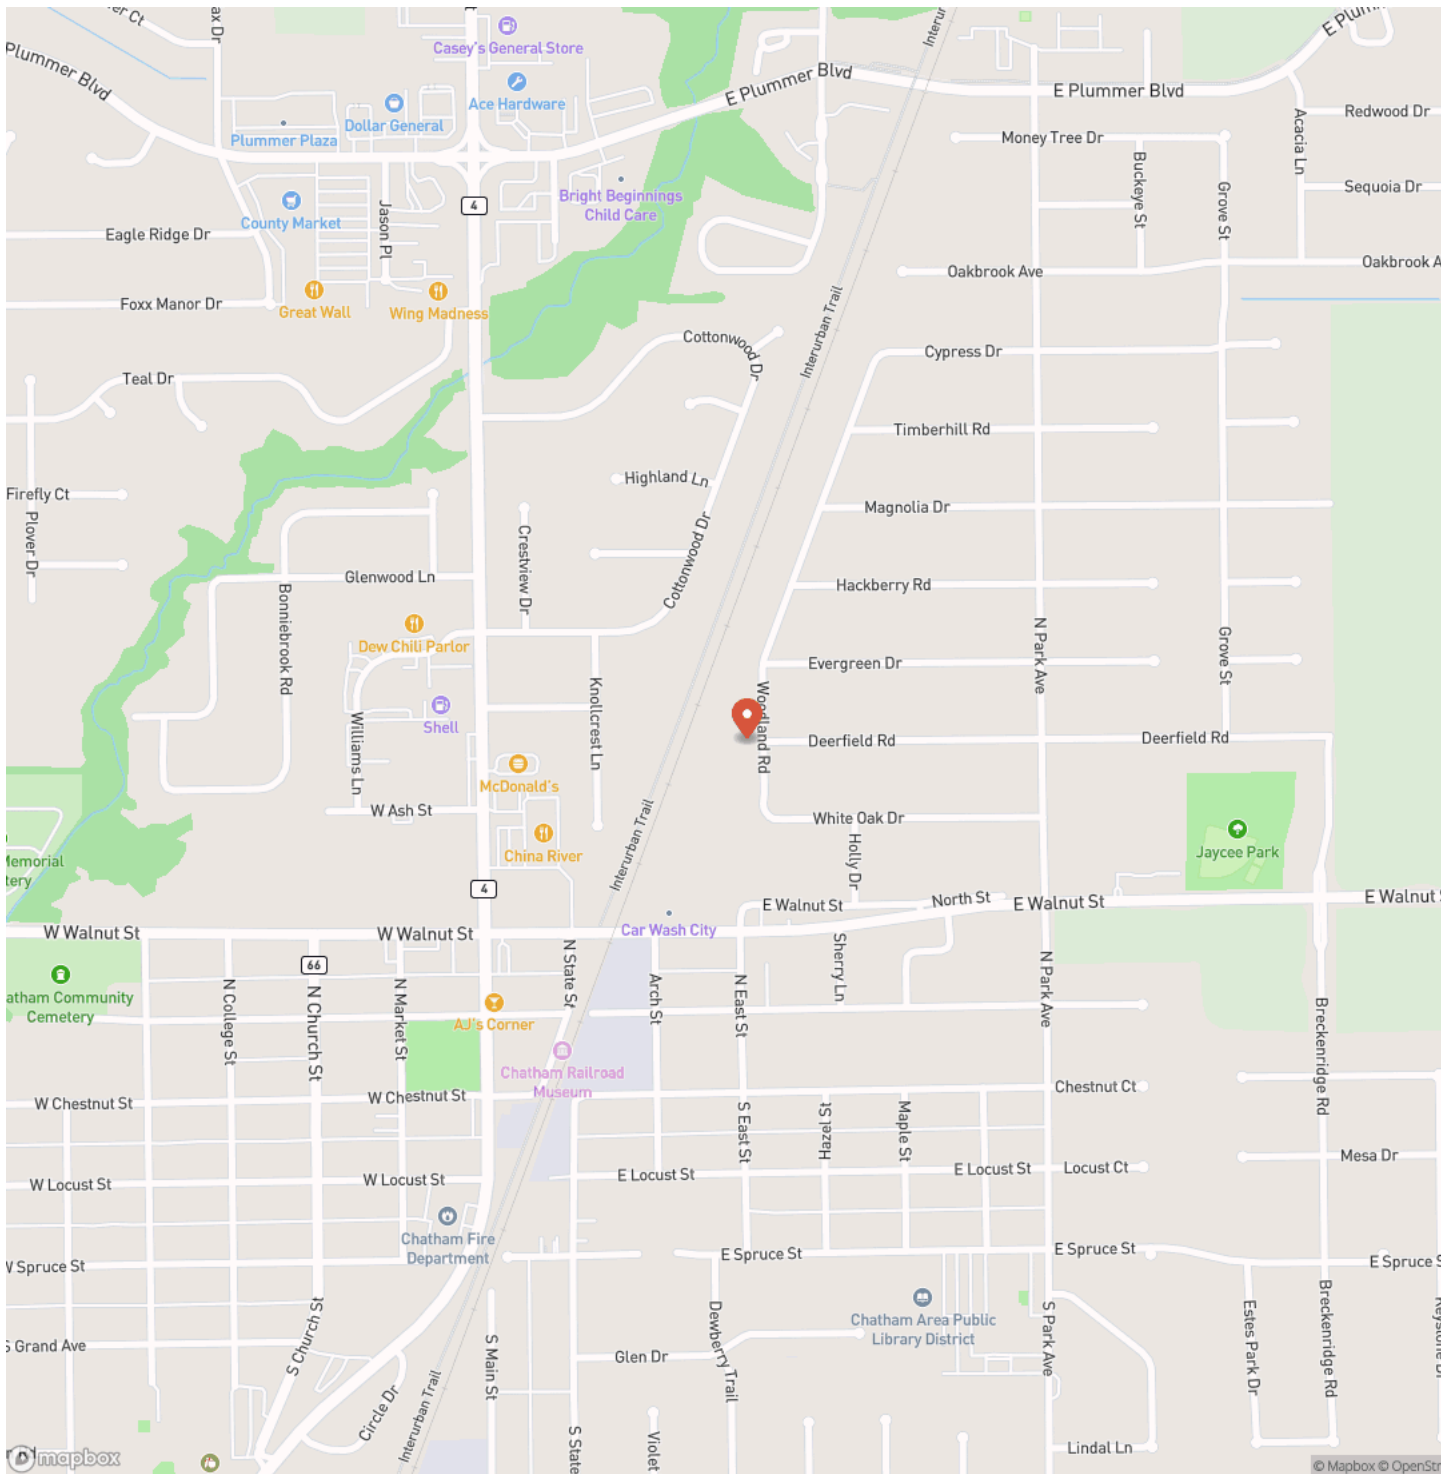 Casey's General Store
E Plummer Blvd
Ace Hardware
Dollar General
Plummer Plaza
Plummer Blvd
E Plummer Blvd
Redwood Dr
Money Tree Dr
Acacia Ln
Buckeye St
Sequoia Dr
Grove St
4
Bright Beginnings
Child Care
County Market
Jason Pl
Eagle Ridge Dr
Oakbrook Ave
Foxx Manor Dr
Great Wall
Wing Madness
Interurban Trail
Cottonwood Dr
Cypress Dr
Teal Dr
Timberhill Rd
Highland Ln
Firefly Ct
Plover Dr
Magnolia Dr
Crestview Dr
Cottonwood Dr
Glenwood Ln
Bonniebrook Rd
Hackberry Rd
N Park Ave
Grove St
Dew Chili Parlor
Evergreen Dr
Knollcrest Ln
Woodland Rd
Shell
Williams Ln
Deerfield Rd
Deerfield Rd
McDonald's
W Ash St
Interurban Trail
White Oak Dr
Holly Dr
China River
Jaycee Park
Memorial
4
E Walnut St
North St
E Walnut St
E Walnut
W Walnut St
W Walnut St
Car Wash City
66
N State St
Sherry Ln
N Park Ave
atham Community
Cemetery
N College St
N Church St
N Market St
Arch St
N East St
AJ's Corner
Breckenridge Rd
Chatham Railroad
Museum
W Chestnut St
W Chestnut St
Chestnut Ct
S East St
Hazel St
Maple St
W Locust St
W Locust St
E Locust St
E Locust St
Locust Ct
Mesa Dr
Chatham Fire
Department
W Spruce St
E Spruce St
E Spruce St
E Spruce S
Chatham Area Public
Library District
S Church St
S Grand Ave
S Main St
Glen Dr
Dewberry Trail
S Park Ave
Estes Park Dr
Breckenridge Rd
Circle Dr
Interurban Trail
S State
Violet
Lindal Ln
mapbox
© Mapbox © OpenStr